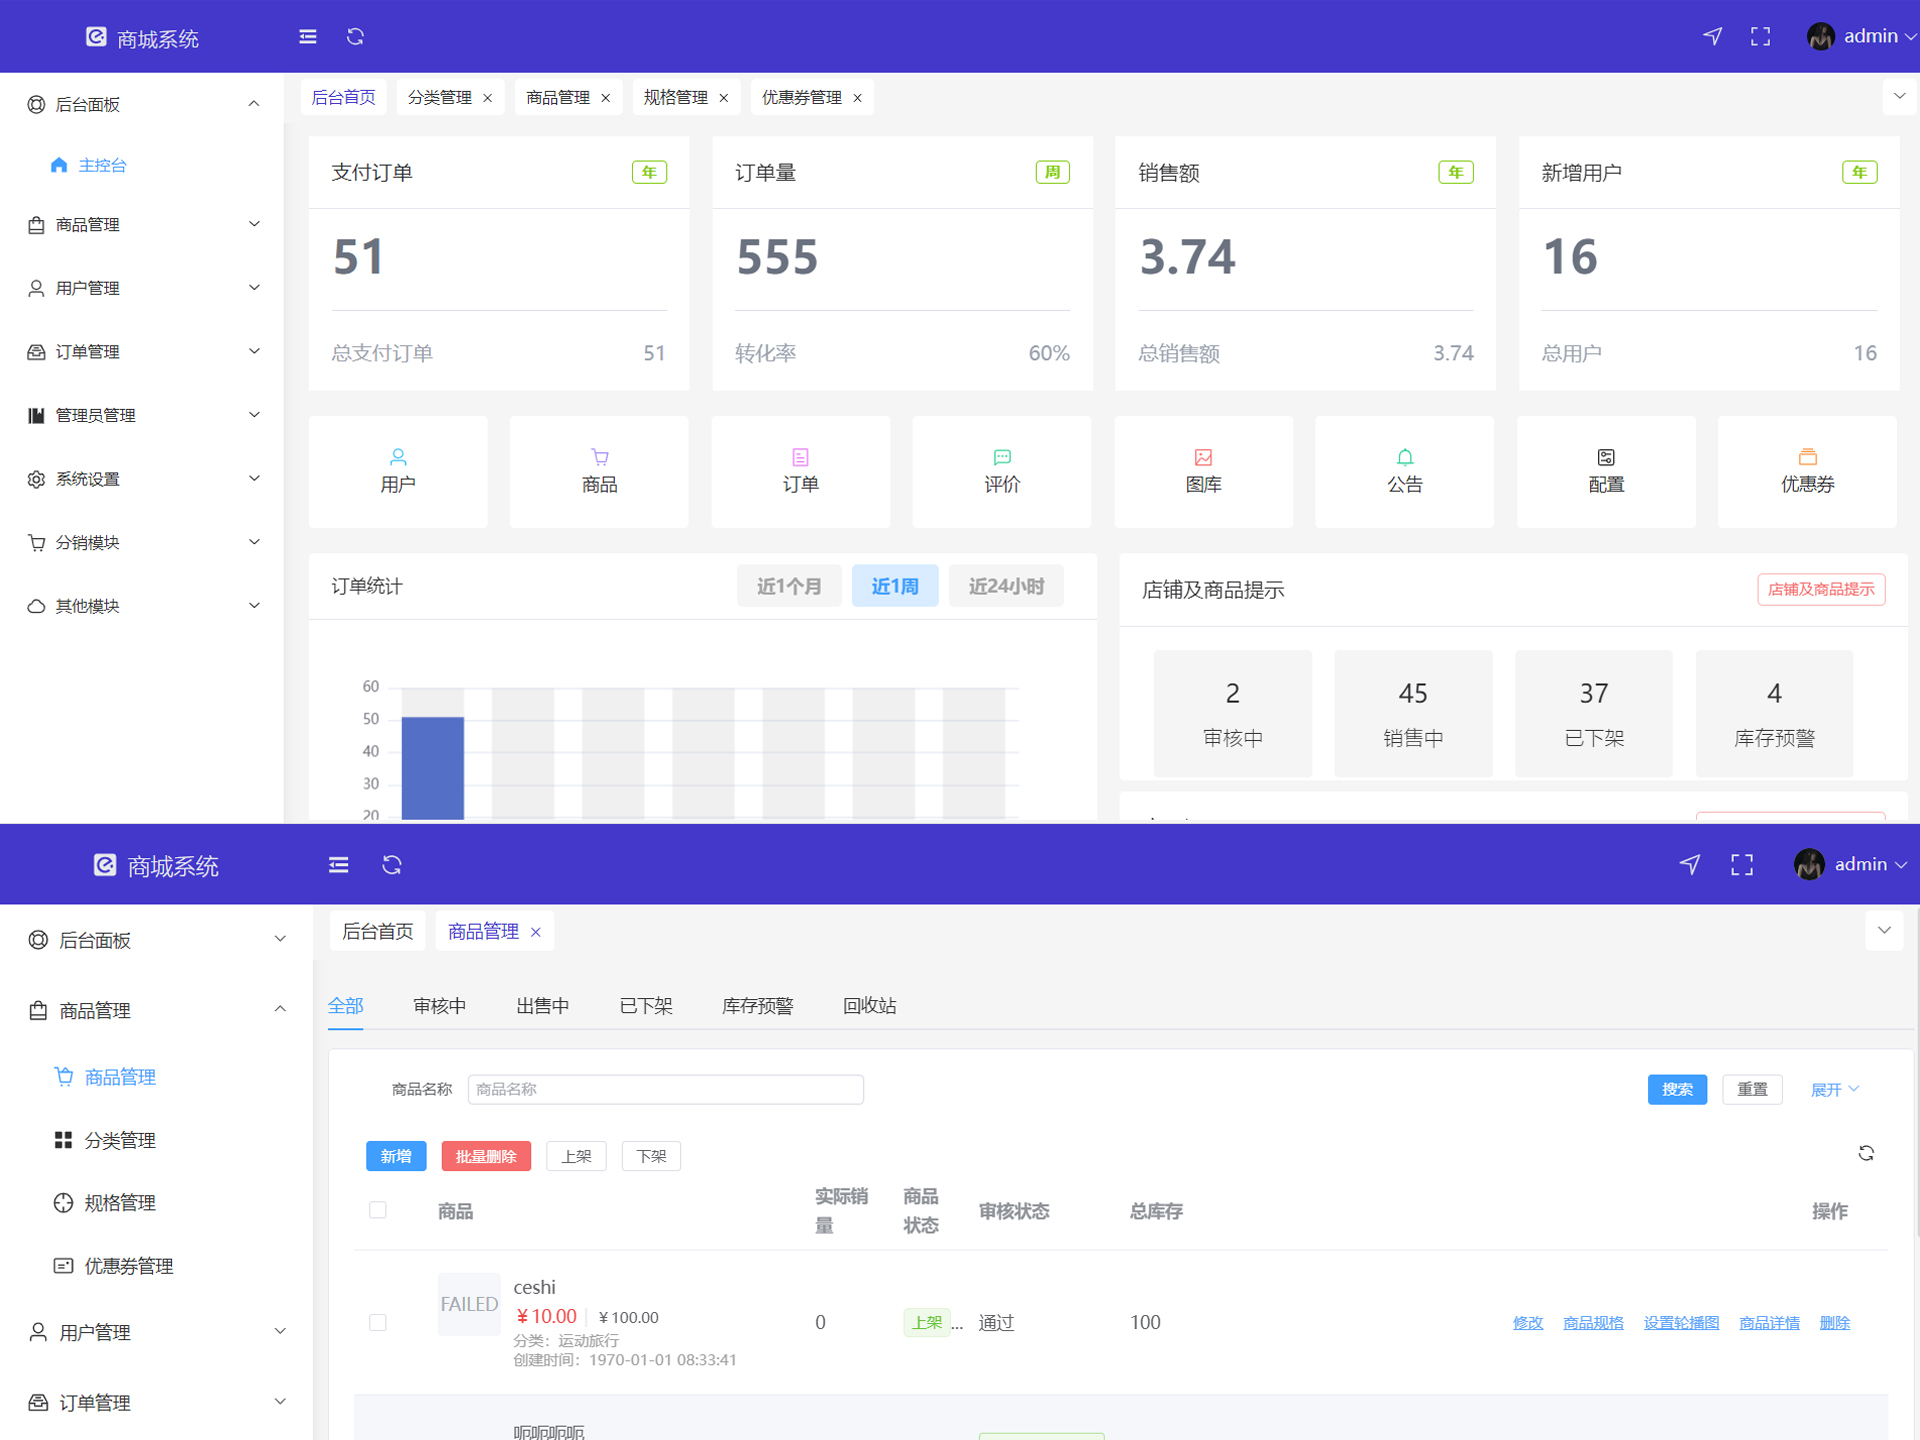 商城系统
admin
后台面板
主控台
商品管理
用户管理
订单管理
管理员管理
系统设置
分销模块
其他模块
后台首页 分类管理 商品管理 规格管理 优惠券管理
支付订单 年
51
总支付订单 51
订单量 周
555
转化率 60%
销售额 年
3.74
总销售额 3.74
新增用户 年
16
总用户 16
用户 商品 订单 评价 图库 公告 配置 优惠券
订单统计 近1个月 近1周 近24小时
60
50
40
30
20
店铺及商品提示 店铺及商品提示
2 45 37 4
审核中 销售中 已下架 库存预警
商城系统
admin
后台面板
商品管理
商品管理
分类管理
规格管理
优惠券管理
用户管理
订单管理
后台首页 商品管理
全部 审核中 出售中 已下架 库存预警 回收站
商品名称 商品名称 搜索 重置 展开
新增 批量删除 上架 下架
商品 实际销量 商品状态 审核状态 总库存 操作
FAILED
ceshi
¥10.00 ¥100.00
分类：运动旅行
创建时间：1970-01-01 08:33:41
0 上架... 通过 100 修改 商品规格 设置轮播图 商品详情 删除
呃呃呃呃